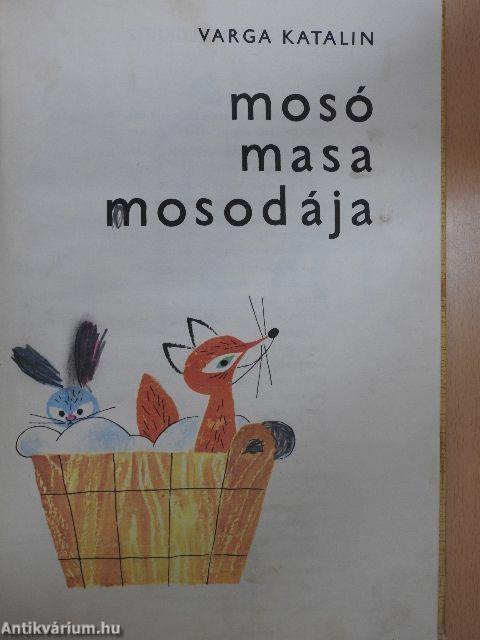 VARGA KATALIN
mosó
masa
mosodája
Antikvárium.hu